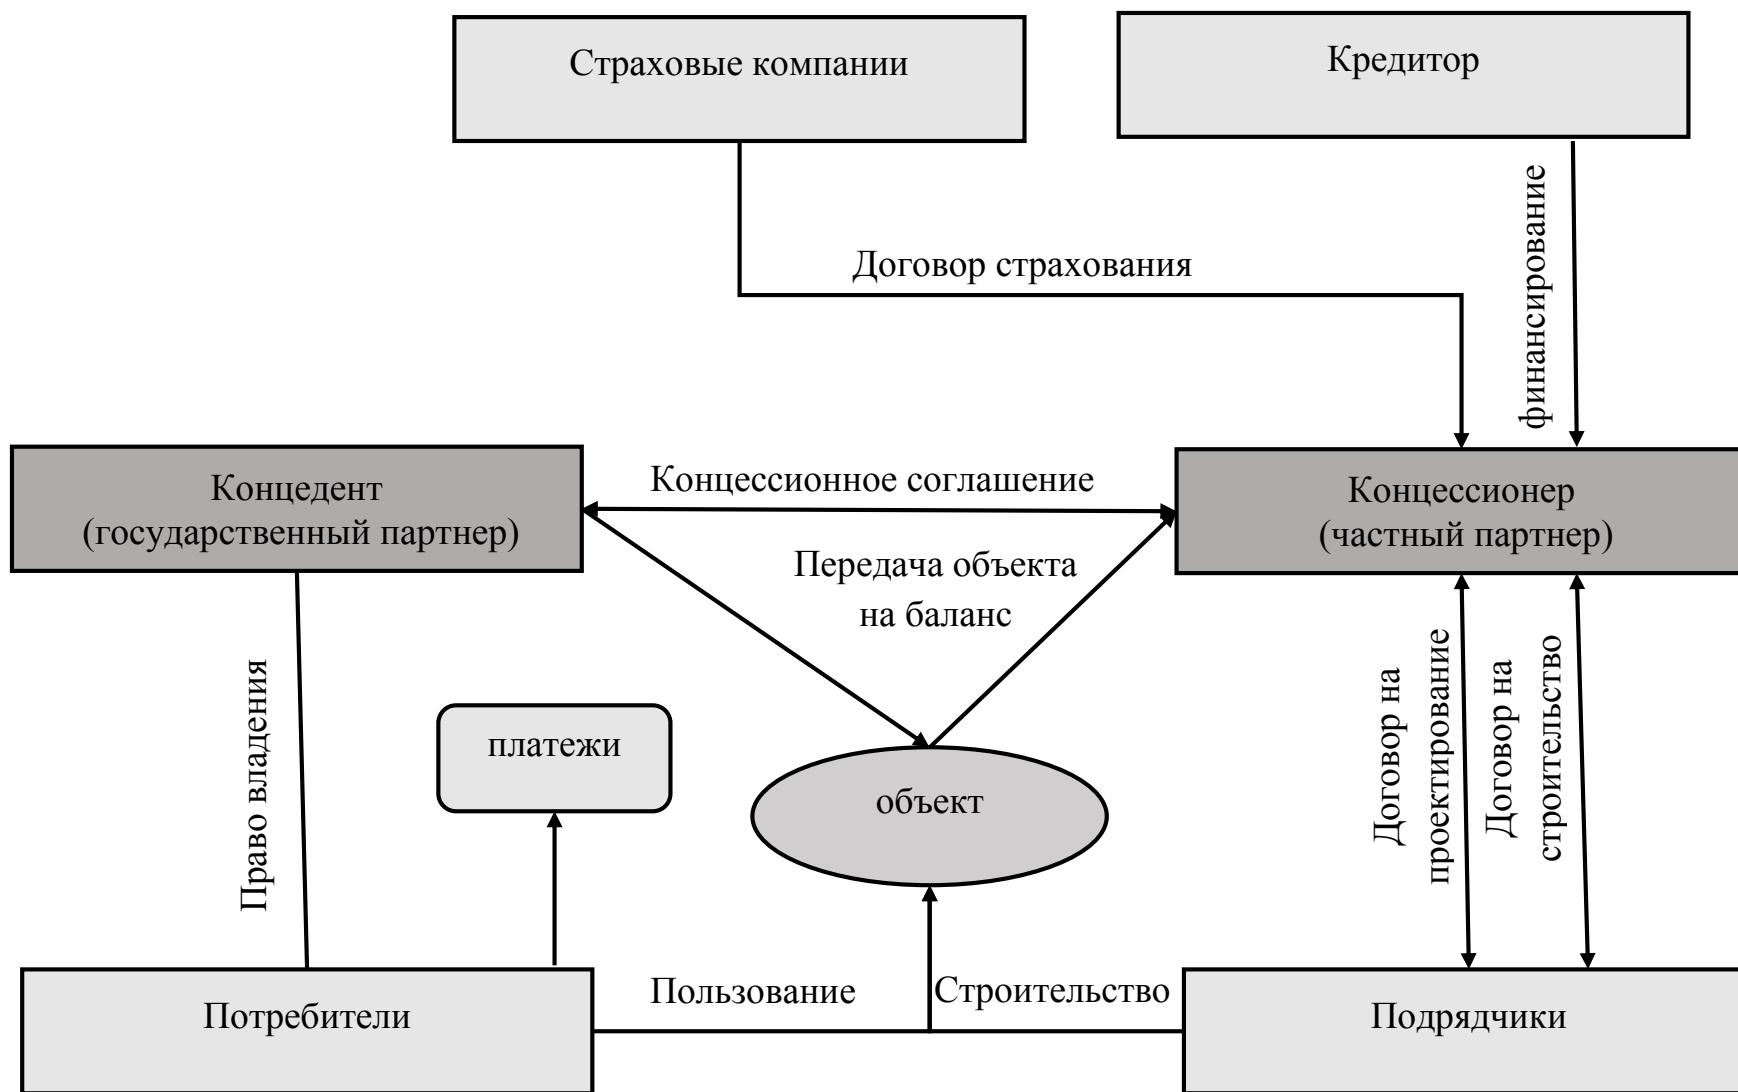 Страховые компании
Кредитор
финансирование
Договор страхования
Концедент
(государственный партнер)
Концессионное соглашение
Концессионер
(частный партнер)
Передача объекта
на баланс
Право владения
платежи
объект
Договор на
проектирование
Договор на
строительство
Потребители
Пользование
Строительство
Подрядчики